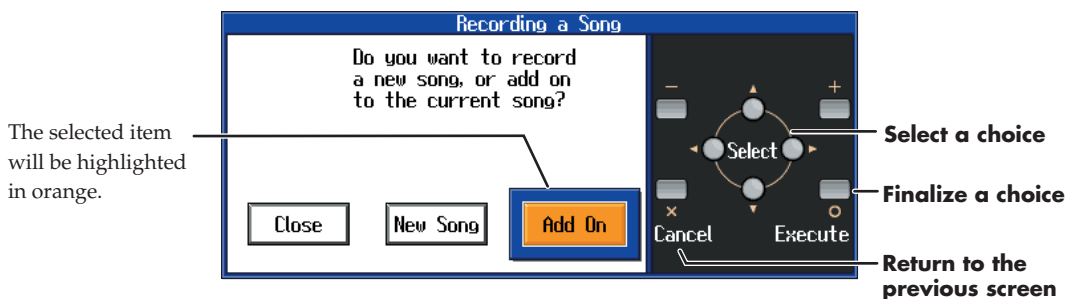 Recording a Song
Do you want to record
a new song, or add on
to the current song?
The selected item
will be highlighted
in orange.
Close
New Song
Add On
−
+
Select
×
Cancel
Execute
Select a choice
Finalize a choice
Return to the
previous screen